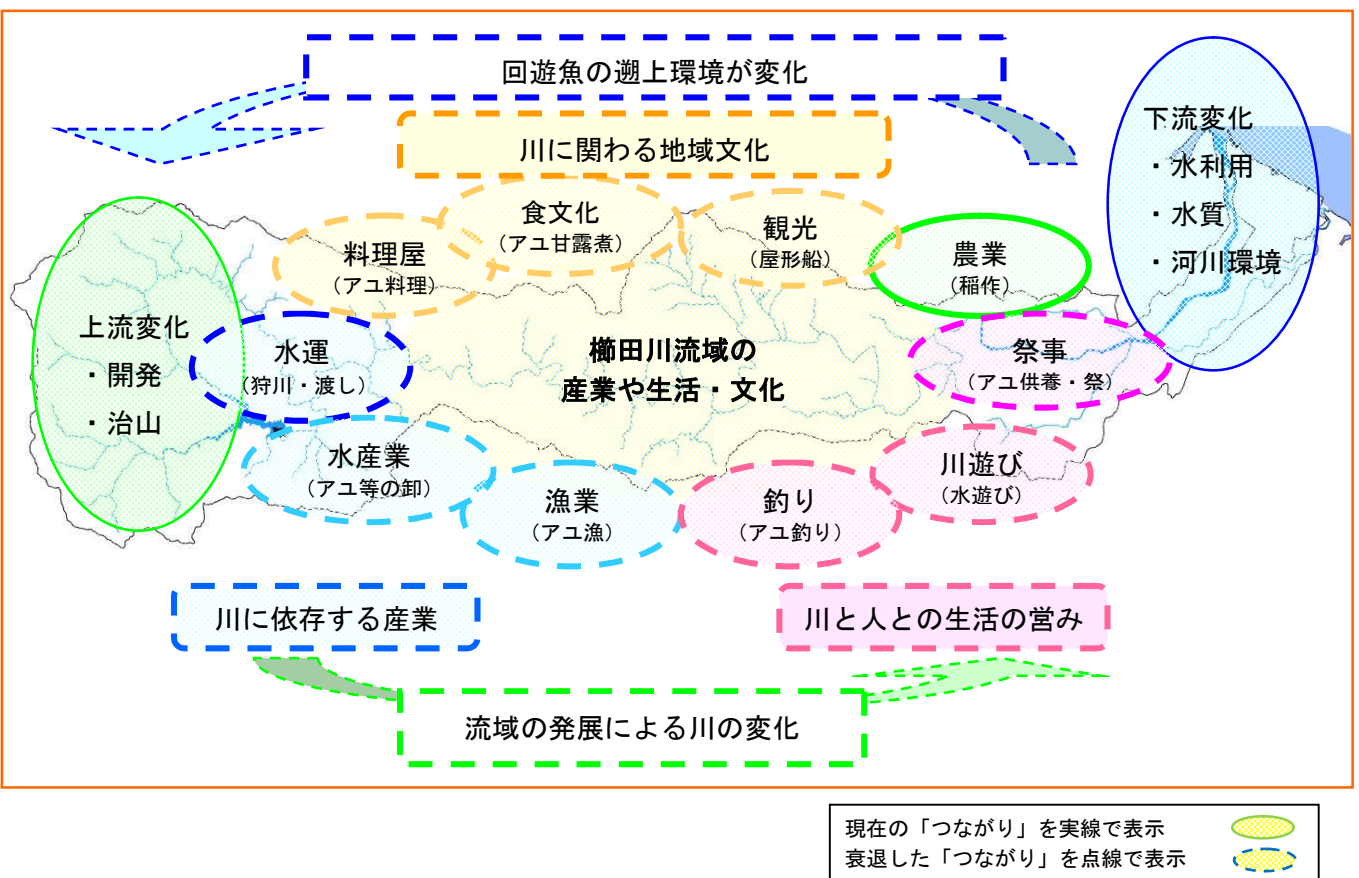 回遊魚の遡上環境が変化
川に関わる地域文化
下流変化
・水利用
・水質
・河川環境
食文化
(アユ甘露煮)
観光
(屋形船)
料理屋
(アユ料理)
農業
(稲作)
上流変化
・開発
・治山
水運
(狩川・渡し)
櫛田川流域の
産業や生活・文化
祭事
(アユ供養・祭)
水産業
(アユ等の卸)
漁業
(アユ漁)
釣り
(アユ釣り)
川遊び
(水遊び)
川に依存する産業
川と人との生活の営み
流域の発展による川の変化
現在の「つながり」を実線で表示
衰退した「つながり」を点線で表示